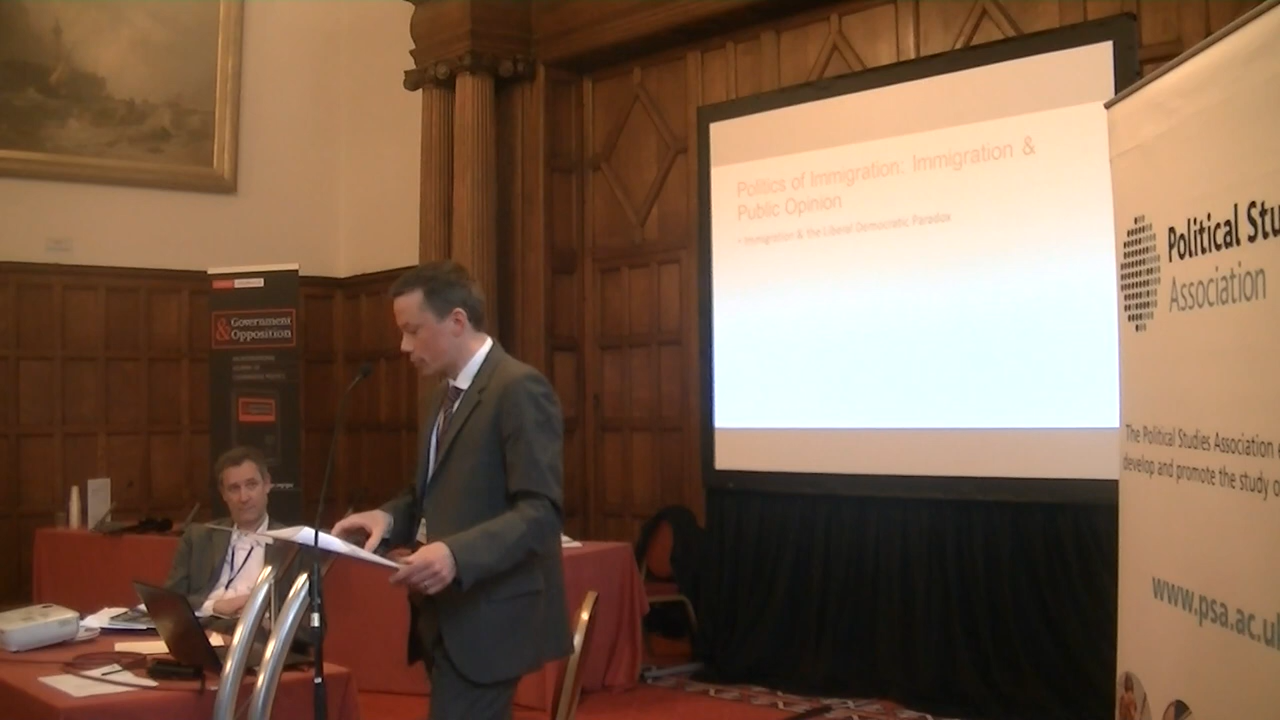 Politics of Immigration: Immigration &
Public Opinion
• Immigration & the Liberal Democratic Paradox
Government
& Opposition
Political Stu
Association
The Political Studies Association
develop and promote the study o
www.psa.ac.u